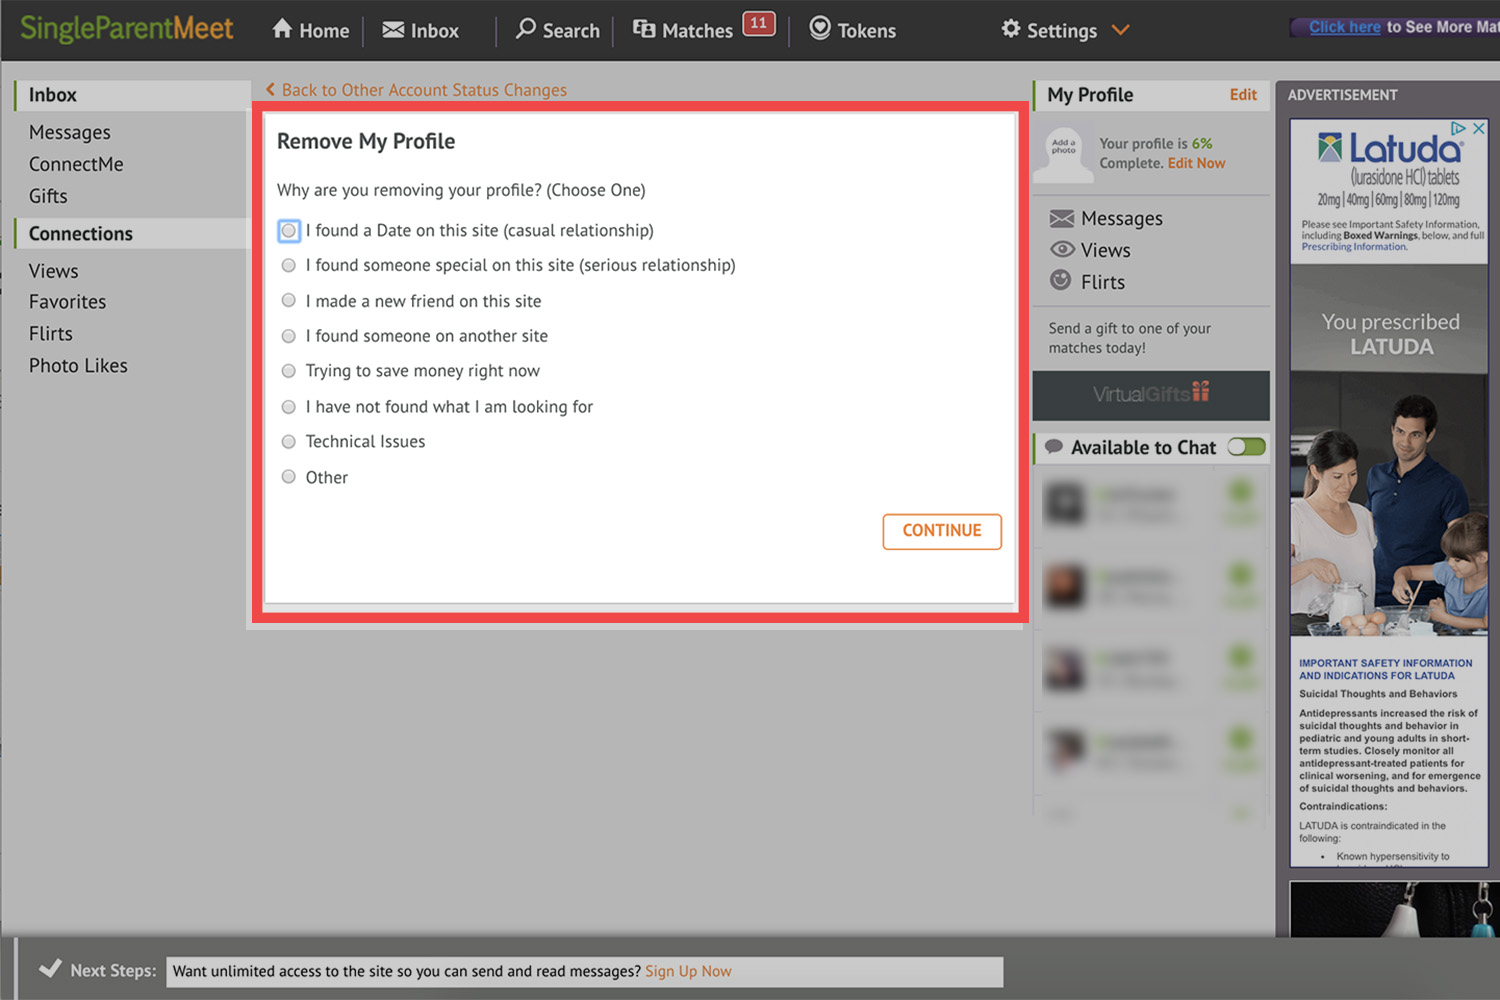 SingleParentMeet
Home
Inbox
Search
Matches 11
Tokens
Settings
Click here to See More Mat
Inbox
Messages
ConnectMe
Gifts
Connections
Views
Favorites
Flirts
Photo Likes
Back to Other Account Status Changes
Remove My Profile
Why are you removing your profile? (Choose One)
I found a Date on this site (casual relationship)
I found someone special on this site (serious relationship)
I made a new friend on this site
I found someone on another site
Trying to save money right now
I have not found what I am looking for
Technical Issues
Other
CONTINUE
My Profile Edit
Add a
photo
Your profile is 6%
Complete. Edit Now
Messages
Views
Flirts
Send a gift to one of your
matches today!
VirtualGifts
Available to Chat
ADVERTISEMENT
Latuda
(lurasidone HCl) tablets
20mg | 40mg | 60mg | 80mg | 120mg
Please see Important Safety Information,
including Boxed Warnings, below, and full
Prescribing Information.
You prescribed
LATUDA
IMPORTANT SAFETY INFORMATION
AND INDICATIONS FOR LATUDA
Suicidal Thoughts and Behaviors
Antidepressants increased the risk of
suicidal thoughts and behavior in
pediatric and young adults in short-
term studies. Closely monitor all
antidepressant-treated patients for
clinical worsening, and for emergence
of suicidal thoughts and behaviors.
Contraindications:
LATUDA is contraindicated in the
following:
• Known hypersensitivity to
Next Steps: Want unlimited access to the site so you can send and read messages? Sign Up Now